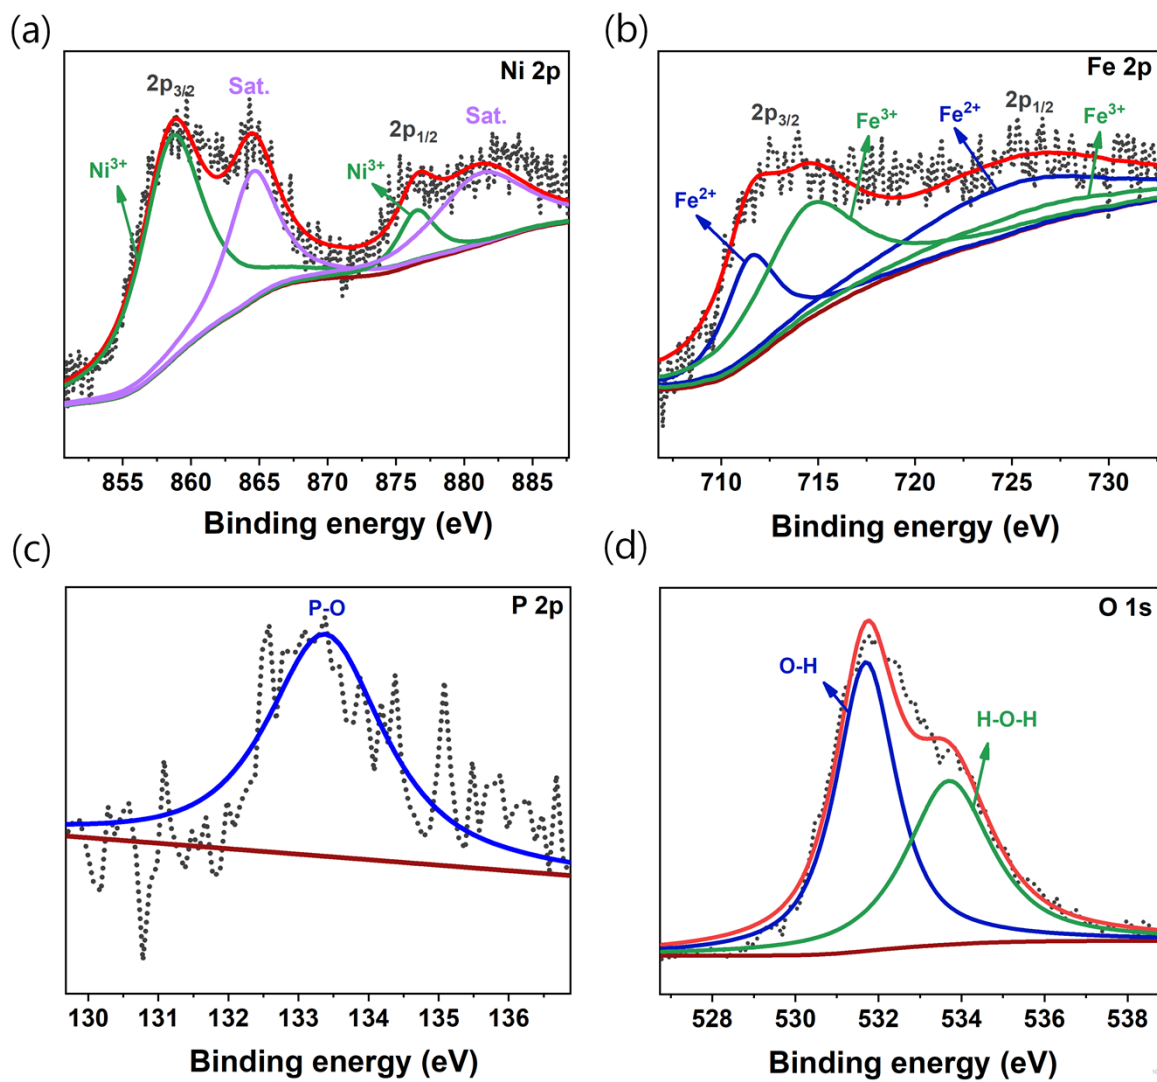 (a)
Ni 2p
2p3/2
Sat.
2p1/2
Sat.
Ni3+
Ni3+
855 860 865 870 875 880 885
Binding energy (eV)
(b)
Fe 2p
2p3/2
Fe3+
Fe2+
2p1/2
Fe3+
Fe2+
710 715 720 725 730
Binding energy (eV)
(c)
P 2p
P-O
130 131 132 133 134 135 136
Binding energy (eV)
(d)
O 1s
O-H
H-O-H
528 530 532 534 536 538
Binding energy (eV)